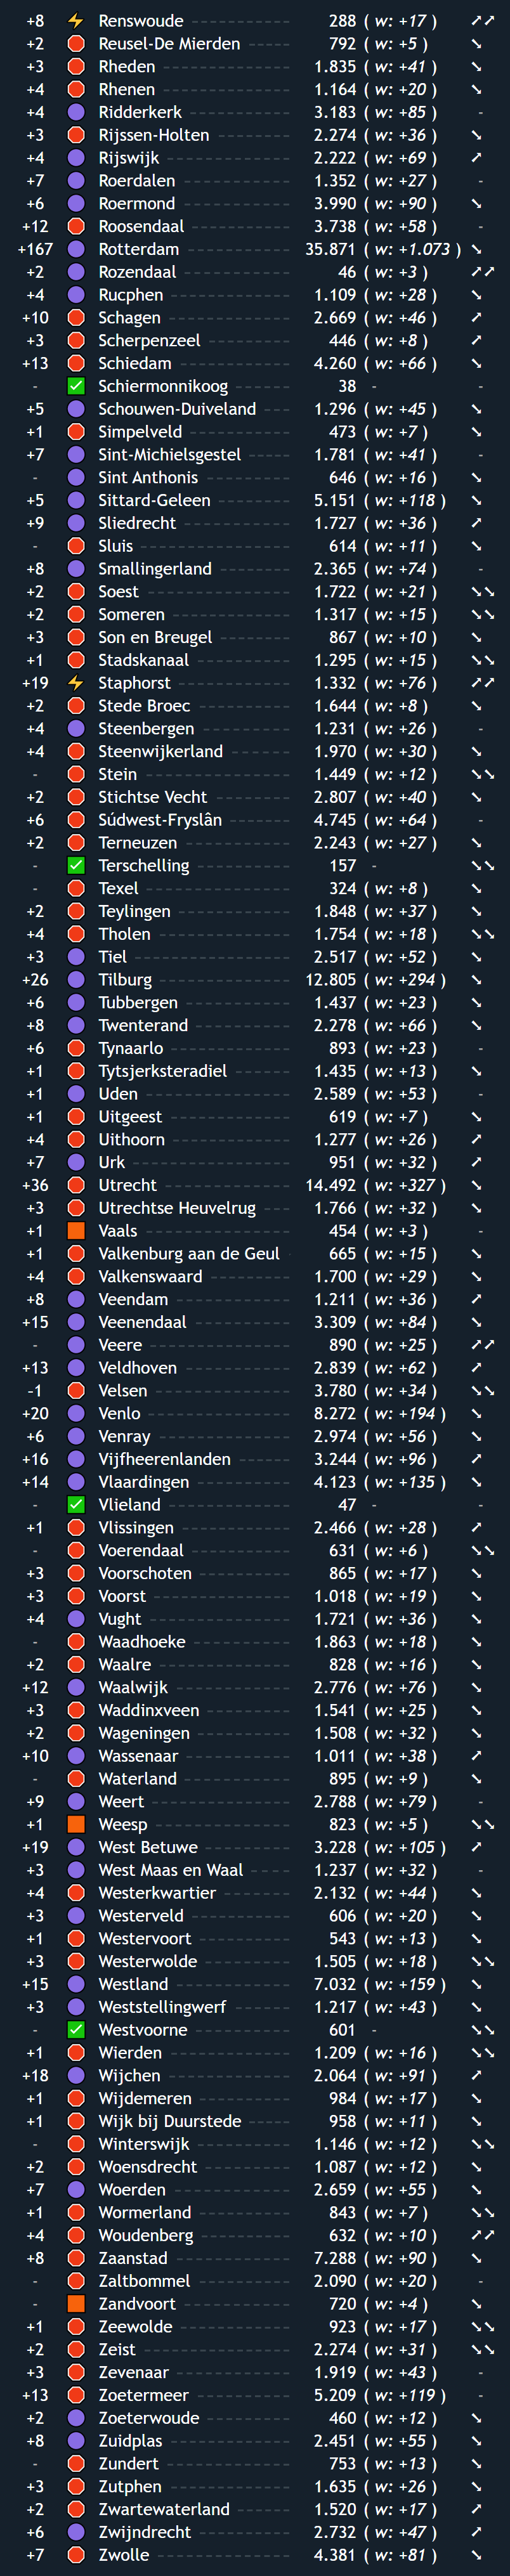 +8 ⚡ Renswoude 288 ( w: +17 ) ➚➚
+2 Reusel-De Mierden 792 ( w: +5 ) ➘
+3 Rheden 1.835 ( w: +41 ) ➘
+4 Rhenen 1.164 ( w: +20 ) ➘
+4 Ridderkerk 3.183 ( w: +85 ) -
+3 Rijssen-Holten 2.274 ( w: +36 ) ➘
+4 Rijswijk 2.222 ( w: +69 ) ➚
+7 Roerdalen 1.352 ( w: +27 ) -
+6 Roermond 3.990 ( w: +90 ) ➘
+12 Roosendaal 3.738 ( w: +58 ) -
+167 Rotterdam 35.871 ( w: +1.073 ) ➘
+2 Rozendaal 46 ( w: +3 ) ➚➚
+4 Rucphen 1.109 ( w: +28 ) ➘
+10 Schagen 2.669 ( w: +46 ) ➚
+3 Scherpenzeel 446 ( w: +8 ) ➚
+13 Schiedam 4.260 ( w: +66 ) ➘
- Schiermonnikoog 38 - -
+5 Schouwen-Duiveland 1.296 ( w: +45 ) ➘
+1 Simpelveld 473 ( w: +7 ) ➘
+7 Sint-Michielsgestel 1.781 ( w: +41 ) -
- Sint Anthonis 646 ( w: +16 ) ➘
+5 Sittard-Geleen 5.151 ( w: +118 ) ➘
+9 Sliedrecht 1.727 ( w: +36 ) ➚
- Sluis 614 ( w: +11 ) ➘
+8 Smallingerland 2.365 ( w: +74 ) -
+2 Soest 1.722 ( w: +21 ) ➘➘
+2 Someren 1.317 ( w: +15 ) ➘➘
+3 Son en Breugel 867 ( w: +10 ) ➘
+1 Stadskanaal 1.295 ( w: +15 ) ➘➘
+19 ⚡ Staphorst 1.332 ( w: +76 ) ➚➚
+2 Stede Broec 1.644 ( w: +8 ) ➘
+4 Steenbergen 1.231 ( w: +26 ) -
+4 Steenwijkerland 1.970 ( w: +30 ) ➘
- Stein 1.449 ( w: +12 ) ➘➘
+2 Stichtse Vecht 2.807 ( w: +40 ) ➘
+6 Súdwest-Fryslân 4.745 ( w: +64 ) -
+2 Terneuzen 2.243 ( w: +27 ) ➘
- Terschelling 157 - ➘➘
- Texel 324 ( w: +8 ) ➘
+2 Teylingen 1.848 ( w: +37 ) ➘
+4 Tholen 1.754 ( w: +18 ) ➘➘
+3 Tiel 2.517 ( w: +52 ) ➘
+26 Tilburg 12.805 ( w: +294 ) ➘
+6 Tubbergen 1.437 ( w: +23 ) ➘
+8 Twenterand 2.278 ( w: +66 ) ➘
+6 Tynaarlo 893 ( w: +23 ) -
+1 Tytsjerksteradiel 1.435 ( w: +13 ) ➘
+1 Uden 2.589 ( w: +53 ) -
+1 Uitgeest 619 ( w: +7 ) ➘
+4 Uithoorn 1.277 ( w: +26 ) ➚
+7 Urk 951 ( w: +32 ) ➚
+36 Utrecht 14.492 ( w: +327 ) ➘
+3 Utrechtse Heuvelrug 1.766 ( w: +32 ) ➘
+1 Vaals 454 ( w: +3 ) -
+1 Valkenburg aan de Geul 665 ( w: +15 ) ➘
+4 Valkenswaard 1.700 ( w: +29 ) ➘
+8 Veendam 1.211 ( w: +36 ) ➚
+15 Veenendaal 3.309 ( w: +84 ) ➘
- Veere 890 ( w: +25 ) ➚➚
+13 Veldhoven 2.839 ( w: +62 ) ➚
-1 Velsen 3.780 ( w: +34 ) ➘➘
+20 Venlo 8.272 ( w: +194 ) ➘
+6 Venray 2.974 ( w: +56 ) ➘
+16 Vijfheerenlanden 3.244 ( w: +96 ) ➚
+14 Vlaardingen 4.123 ( w: +135 ) ➘
- Vlieland 47 - -
+1 Vlissingen 2.466 ( w: +28 ) ➚
- Voerendaal 631 ( w: +6 ) ➘➘
+3 Voorschoten 865 ( w: +17 ) ➘
+3 Voorst 1.018 ( w: +19 ) ➘
+4 Vught 1.721 ( w: +36 ) ➘
- Waadhoeke 1.863 ( w: +18 ) ➘
+2 Waalre 828 ( w: +16 ) ➘
+12 Waalwijk 2.776 ( w: +76 ) ➘
+3 Waddinxveen 1.541 ( w: +25 ) ➘
+2 Wageningen 1.508 ( w: +32 ) ➘
+10 Wassenaar 1.011 ( w: +38 ) ➚
- Waterland 895 ( w: +9 ) ➘
+9 Weert 2.788 ( w: +79 ) -
+1 Weesp 823 ( w: +5 ) ➘➘
+19 West Betuwe 3.228 ( w: +105 ) ➚
+3 West Maas en Waal 1.237 ( w: +32 ) -
+4 Westerkwartier 2.132 ( w: +44 ) ➘
+3 Westerveld 606 ( w: +20 ) ➘
+1 Westervoort 543 ( w: +13 ) ➘
+3 Westerwolde 1.505 ( w: +18 ) ➘➘
+15 Westland 7.032 ( w: +159 ) ➘
+3 Weststellingwerf 1.217 ( w: +43 ) ➘
- Westvoorne 601 - ➘➘
+1 Wierden 1.209 ( w: +16 ) ➘➘
+18 Wijchen 2.064 ( w: +91 ) ➚
+1 Wijdemeren 984 ( w: +17 ) ➘
+1 Wijk bij Duurstede 958 ( w: +11 ) ➘
- Winterswijk 1.146 ( w: +12 ) ➘➘
+2 Woensdrecht 1.087 ( w: +12 ) ➘
+7 Woerden 2.659 ( w: +55 ) ➘
+1 Wormerland 843 ( w: +7 ) ➘➘
+4 Woudenberg 632 ( w: +10 ) ➚➚
+8 Zaanstad 7.288 ( w: +90 ) ➘
- Zaltbommel 2.090 ( w: +20 ) -
- Zandvoort 720 ( w: +4 ) ➘
+1 Zeewolde 923 ( w: +17 ) ➘➘
+2 Zeist 2.274 ( w: +31 ) ➘➘
+3 Zevenaar 1.919 ( w: +43 ) -
+13 Zoetermeer 5.209 ( w: +119 ) -
+2 Zoeterwoude 460 ( w: +12 ) ➘
+8 Zuidplas 2.451 ( w: +55 ) ➘
- Zundert 753 ( w: +13 ) ➘
+3 Zutphen 1.635 ( w: +26 ) ➘
+2 Zwartewaterland 1.520 ( w: +17 ) ➚
+6 Zwijndrecht 2.732 ( w: +47 ) ➚
+7 Zwolle 4.381 ( w: +81 ) ➘